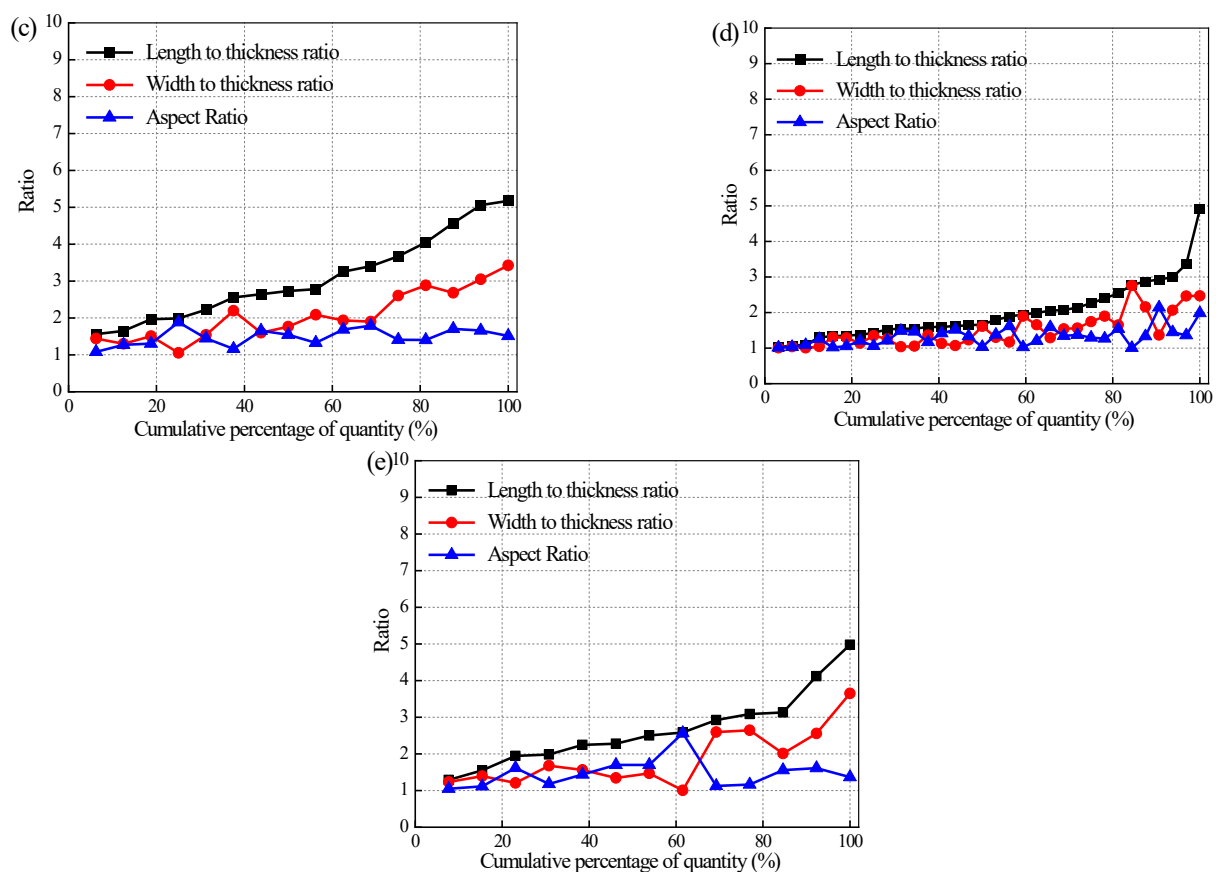 (c)
10
9
8
7
6
5
4
3
2
1
0
Ratio
Length to thickness ratio
Width to thickness ratio
Aspect Ratio
0 20 40 60 80 100
Cumulative percentage of quantity (%)
(d)
10
9
8
7
6
5
4
3
2
1
0
Ratio
Length to thickness ratio
Width to thickness ratio
Aspect Ratio
0 20 40 60 80 100
Cumulative percentage of quantity (%)
(e)
10
9
8
7
6
5
4
3
2
1
0
Ratio
Length to thickness ratio
Width to thickness ratio
Aspect Ratio
0 20 40 60 80 100
Cumulative percentage of quantity (%)